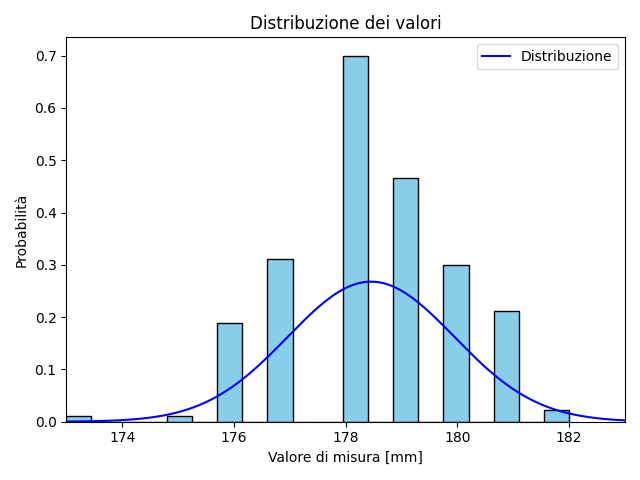 Distribuzione dei valori
Distribuzione
Probabilità
0.7
0.6
0.5
0.4
0.3
0.2
0.1
0.0
174 176 178 180 182
Valore di misura [mm]